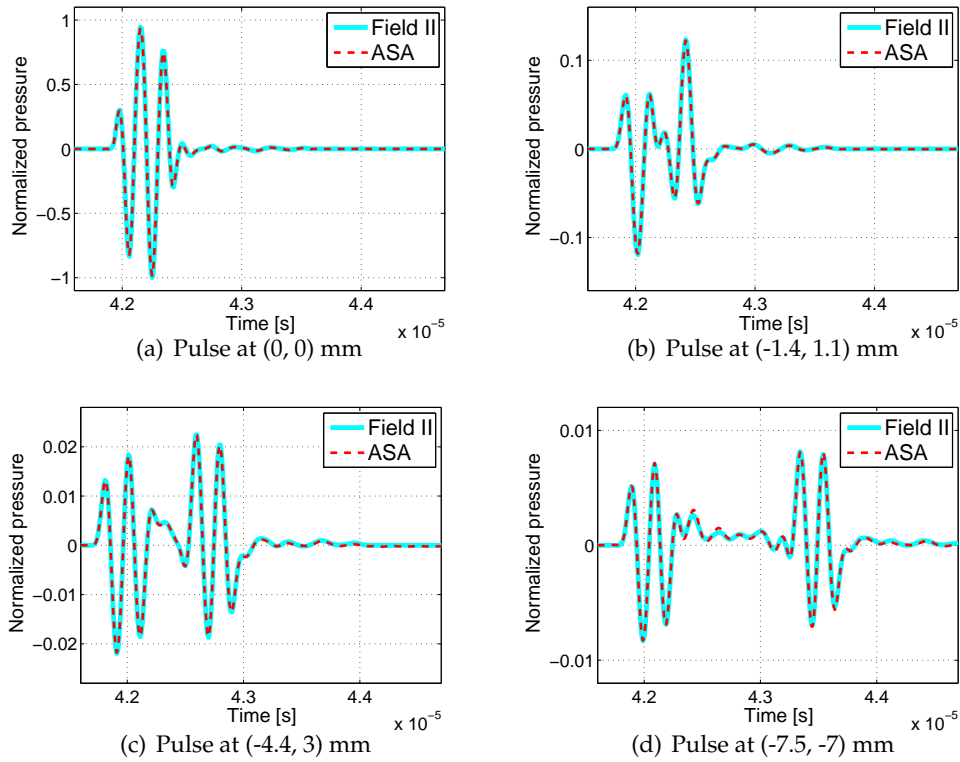 Field II
ASA
Normalized pressure
1
0.5
0
−0.5
−1
4.2 4.3 4.4
Time [s]
x 10⁻⁵
(a) Pulse at (0, 0) mm
Field II
ASA
Normalized pressure
0.1
0
−0.1
4.2 4.3 4.4
Time [s]
x 10⁻⁵
(b) Pulse at (-1.4, 1.1) mm
Field II
ASA
Normalized pressure
0.02
0.01
0
−0.01
−0.02
4.2 4.3 4.4
Time [s]
x 10⁻⁵
(c) Pulse at (-4.4, 3) mm
Field II
ASA
Normalized pressure
0.01
0
−0.01
4.2 4.3 4.4
Time [s]
x 10⁻⁵
(d) Pulse at (-7.5, -7) mm